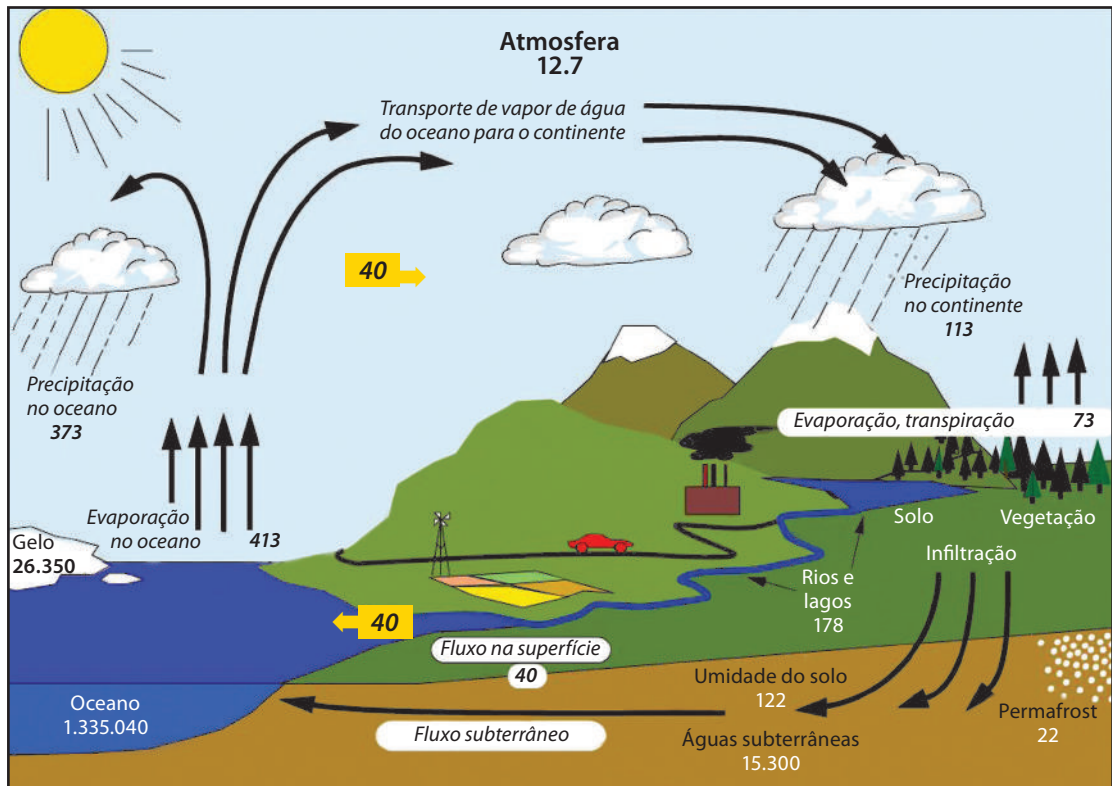 Atmosfera
12.7
Transporte de vapor de água
do oceano para o continente
40
Precipitação
no continente
113
Precipitação
no oceano
373
Evaporação, transpiração 73
Evaporação
no oceano 413
Gelo
26.350
Solo
Vegetação
Infiltração
Rios e
lagos
178
40
Fluxo na superfície
40
Umidade do solo
122
Oceano
1.335.040
Fluxo subterrâneo
Águas subterrâneas
15.300
Permafrost
22